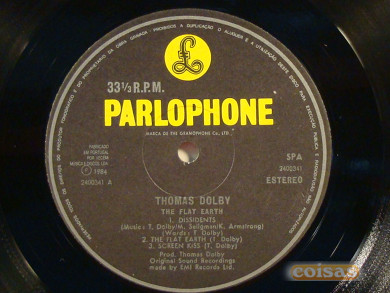 £
33⅓ R.P.M.
PARLOPHONE
MARCA DE THE GRAMOPHONE Co., LTD.
FABRICADO
EM PORTUGAL
℗ 1984
2400341 A
SPA
2400341
ESTEREO
THOMAS DOLBY
THE FLAT EARTH
1. DISSIDENTS
(Music: T. Dolby/M. Seligman/K. Armstrong)
(Words: T. Dolby)
2. THE FLAT EARTH (T. Dolby)
3. SCREEN KISS (T. Dolby)
Prod. Thomas Dolby
Original Sound Recordings
made by EMI Records Ltd.
coisas